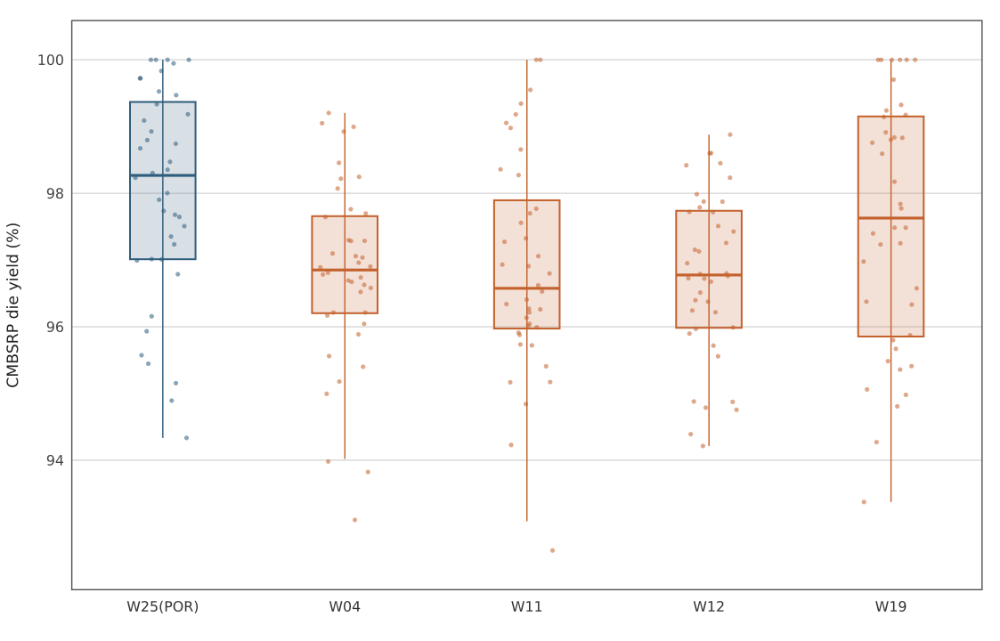 CMBSRP die yield (%)
100
98
96
94
W25(POR) W04 W11 W12 W19